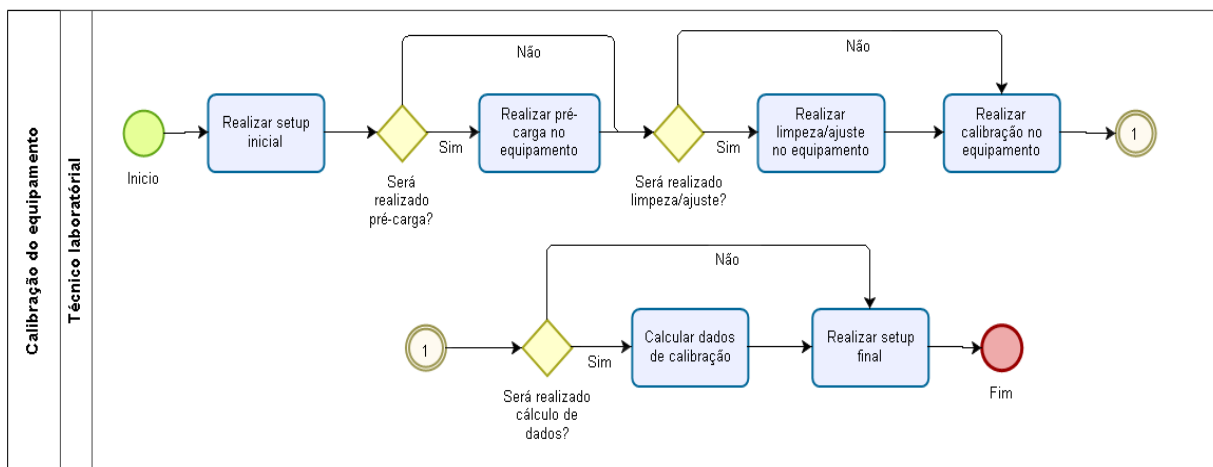 Calibração do equipamento
Técnico laboratórial
Inicio
Realizar setup
inicial
Será
realizado
pré-carga?
Não
Sim
Realizar pré-
carga no
equipamento
Será realizado
limpeza/ajuste?
Não
Sim
Realizar
limpeza/ajuste
no equipamento
Realizar
calibração no
equipamento
1
1
Será realizado
cálculo de
dados?
Não
Sim
Calcular dados
de calibração
Realizar setup
final
Fim